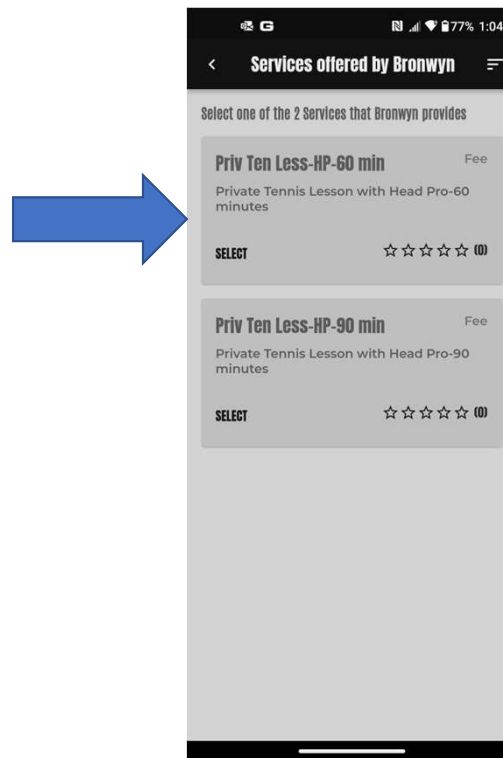 G 77% 1:04
Services offered by Bronwyn
Select one of the 2 Services that Bronwyn provides
Priv Ten Less-HP-60 min Fee
Private Tennis Lesson with Head Pro-60
minutes
SELECT (0)
Priv Ten Less-HP-90 min Fee
Private Tennis Lesson with Head Pro-90
minutes
SELECT (0)